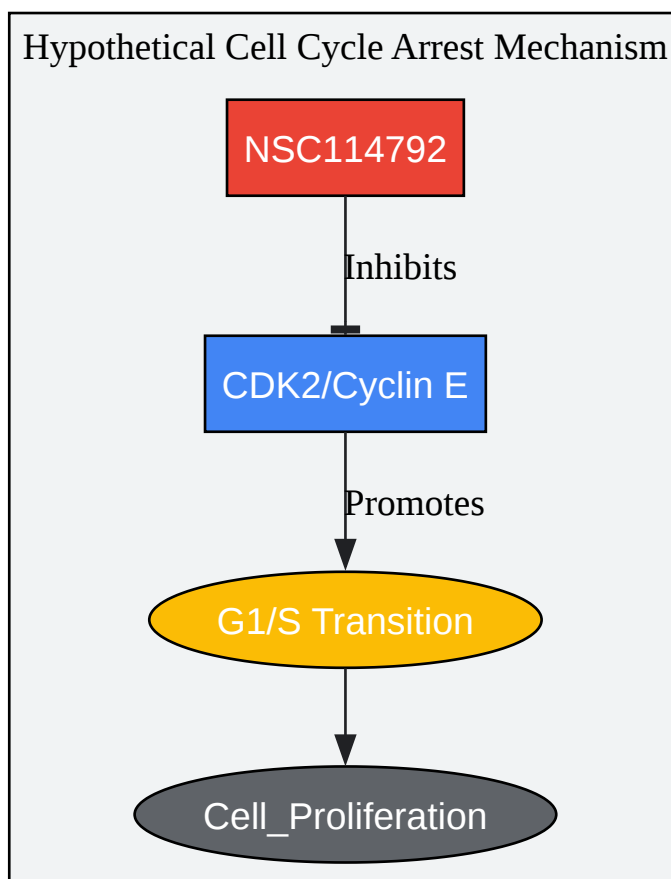 Hypothetical Cell Cycle Arrest Mechanism
NSC114792
Inhibits
CDK2/Cyclin E
Promotes
G1/S Transition
Cell_Proliferation